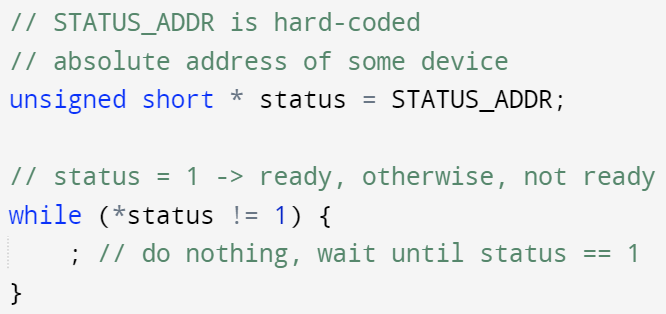 // STATUS_ADDR is hard-coded
// absolute address of some device
unsigned short * status = STATUS_ADDR;
// status = 1 -> ready, otherwise, not ready
while (*status != 1) {
    ; // do nothing, wait until status == 1
}